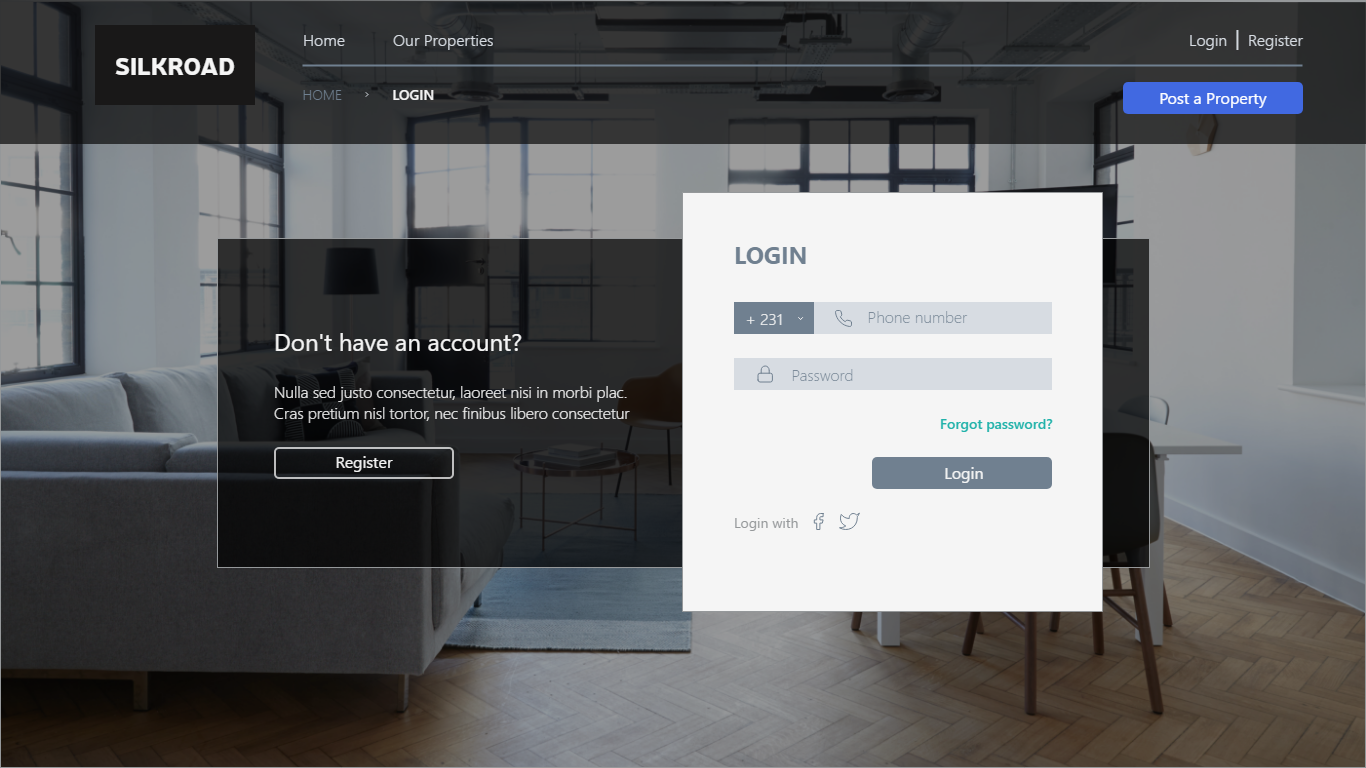 SILKROAD
Home
Our Properties
Login
Register
HOME
>
LOGIN
Post a Property
Don't have an account?
Nulla sed justo consectetur, laoreet nisi in morbi plac.
Cras pretium nisl tortor, nec finibus libero consectetur
Register
LOGIN
+ 231
Phone number
Password
Forgot password?
Login
Login with